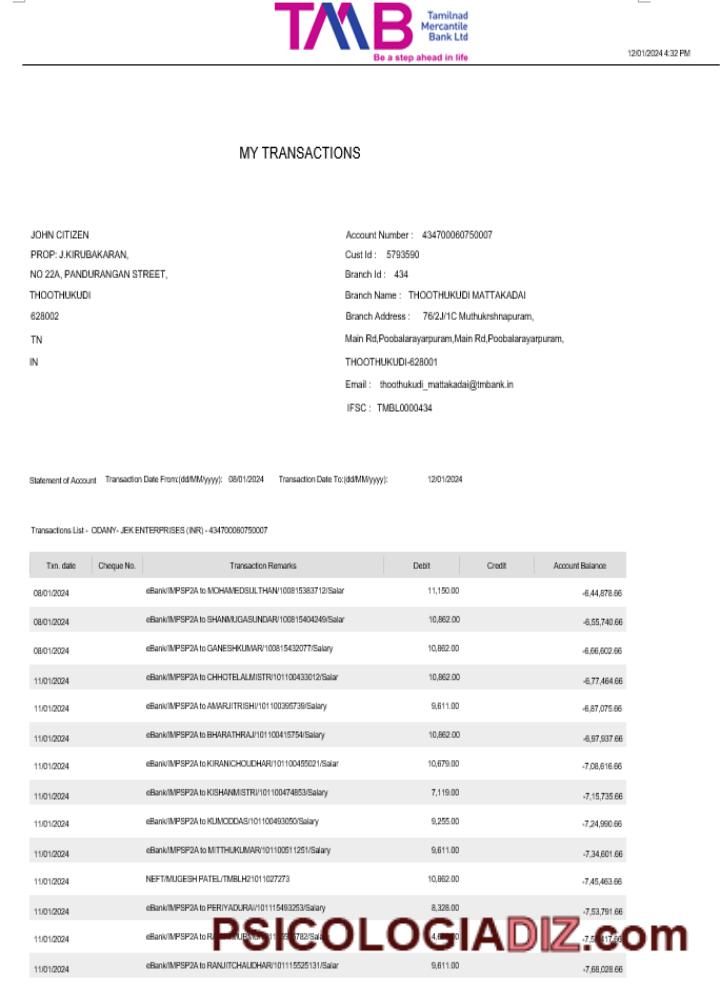 TMB Tamilnad
Mercantile
Bank Ltd
Be a step ahead in life
12/01/2024 4:32 PM
MY TRANSACTIONS
JOHN CITIZEN
PROP: J.KIRUBAKARAN,
NO 22A, PANDURANGAN STREET,
THOOTHUKUDI
628002
TN
IN
Account Number : 434700060750007
Cust Id : 5793590
Branch Id : 434
Branch Name : THOOTHUKUDI MATTAKADAI
Branch Address : 76/2J/1C Muthukrshnapuram,
Main Rd,Poobalarayarpuram,Main Rd,Poobalarayarpuram,
THOOTHUKUDI-628001
Email : thoothukudi_mattakadai@tmbank.in
IFSC : TMBL0000434
Statement of Account Transaction Date From:(dd/MM/yyyy): 08/01/2024 Transaction Date To:(dd/MM/yyyy): 12/01/2024
Transactions List - ODANY- JEK ENTERPRISES (INR) - 434700060750007
Txn. date Cheque No. Transaction Remarks Debit Credit Account Balance
08/01/2024 eBank/IMPSP2A to MOHAMEDSULTHAN/100815383712/Salar 11,150.00 -6,44,878.66
08/01/2024 eBank/IMPSP2A to SHANMUGASUNDAR/100815404249/Salar 10,862.00 -6,55,740.66
08/01/2024 eBank/IMPSP2A to GANESHKUMAR/100815432077/Salary 10,862.00 -6,66,602.66
11/01/2024 eBank/IMPSP2A to CHHOTELALMISTR/101100433012/Salar 10,862.00 -6,77,464.66
11/01/2024 eBank/IMPSP2A to AMARJITRISHI/101100395739/Salary 9,611.00 -6,87,075.66
11/01/2024 eBank/IMPSP2A to BHARATHRAJ/101100415754/Salary 10,862.00 -6,97,937.66
11/01/2024 eBank/IMPSP2A to KIRANICHOUDHAR/101100455021/Salar 10,679.00 -7,08,616.66
11/01/2024 eBank/IMPSP2A to KISHANMISTRI/101100474853/Salary 7,119.00 -7,15,735.66
11/01/2024 eBank/IMPSP2A to KUMODDAS/101100493050/Salary 9,255.00 -7,24,990.66
11/01/2024 eBank/IMPSP2A to MITTHUKUMAR/101100511251/Salary 9,611.00 -7,34,601.66
11/01/2024 NEFT/MUGESH PATEL/TMBLH21011027273 10,862.00 -7,45,463.66
11/01/2024 eBank/IMPSP2A to PERIYADURAI/101115493253/Salary 8,328.00 -7,53,791.66
11/01/2024 eBank/IMPSP2A to
PSICOLOGIADIZ.com
11/01/2024 eBank/IMPSP2A to RANJITCHAUDHAR/101115525131/Salar 9,611.00 -7,68,028.66